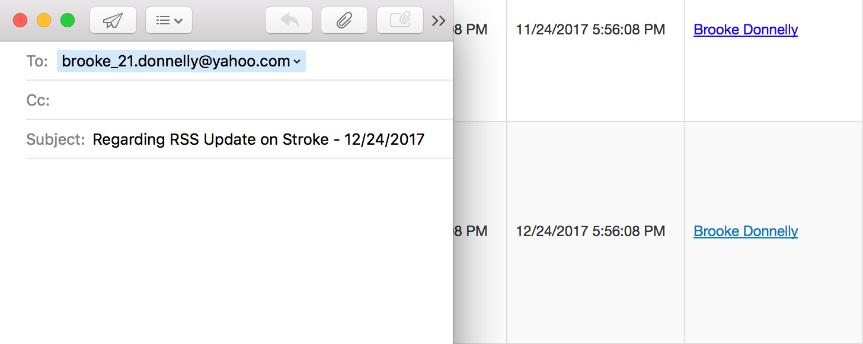 To: brooke_21.donnelly@yahoo.com
Cc:
Subject: Regarding RSS Update on Stroke - 12/24/2017
8 PM 11/24/2017 5:56:08 PM Brooke Donnelly
8 PM 12/24/2017 5:56:08 PM Brooke Donnelly